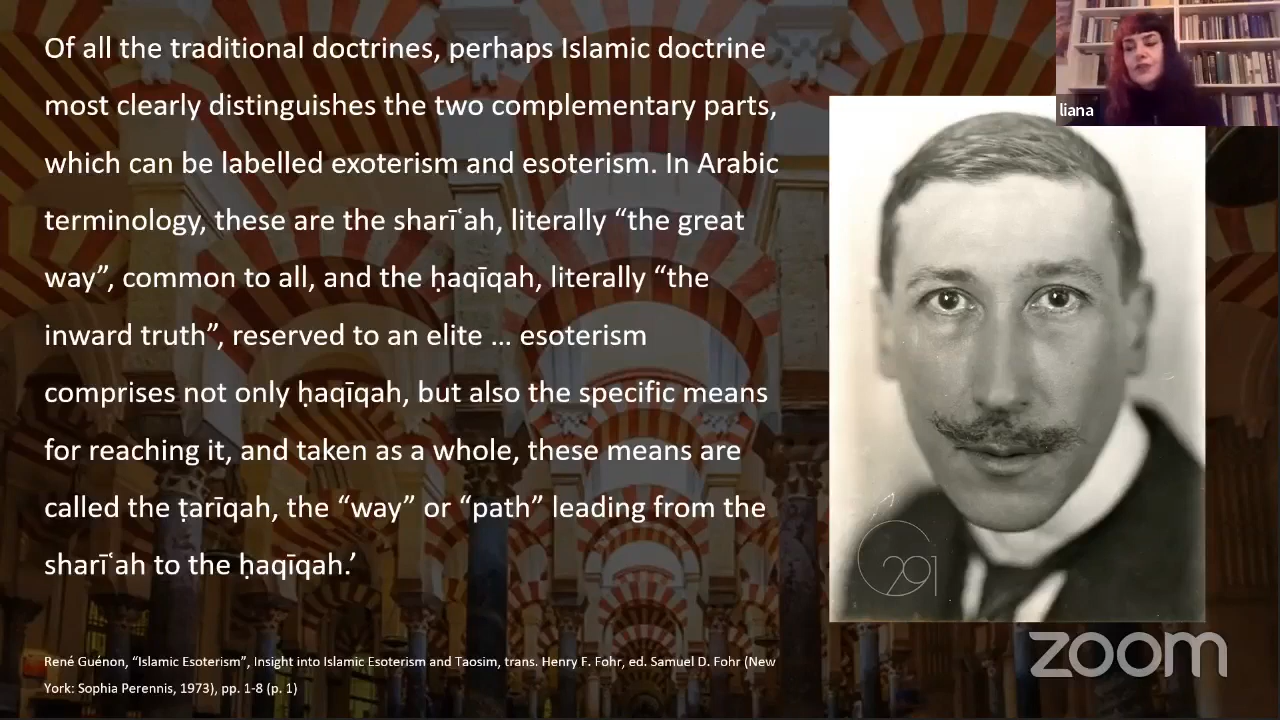 Of all the traditional doctrines, perhaps Islamic doctrine
most clearly distinguishes the two complementary parts,
which can be labelled exoterism and esoterism. In Arabic
terminology, these are the sharīʿah, literally “the great
way”, common to all, and the ḥaqīqah, literally “the
inward truth”, reserved to an elite … esoterism
comprises not only ḥaqīqah, but also the specific means
for reaching it, and taken as a whole, these means are
called the ṭarīqah, the “way” or “path” leading from the
sharīʿah to the ḥaqīqah.’
René Guénon, “Islamic Esoterism”, Insight into Islamic Esoterism and Taosim, trans. Henry F. Fohr, ed. Samuel D. Fohr (New
York: Sophia Perennis, 1973), pp. 1-8 (p. 1)
liana
291
zoom